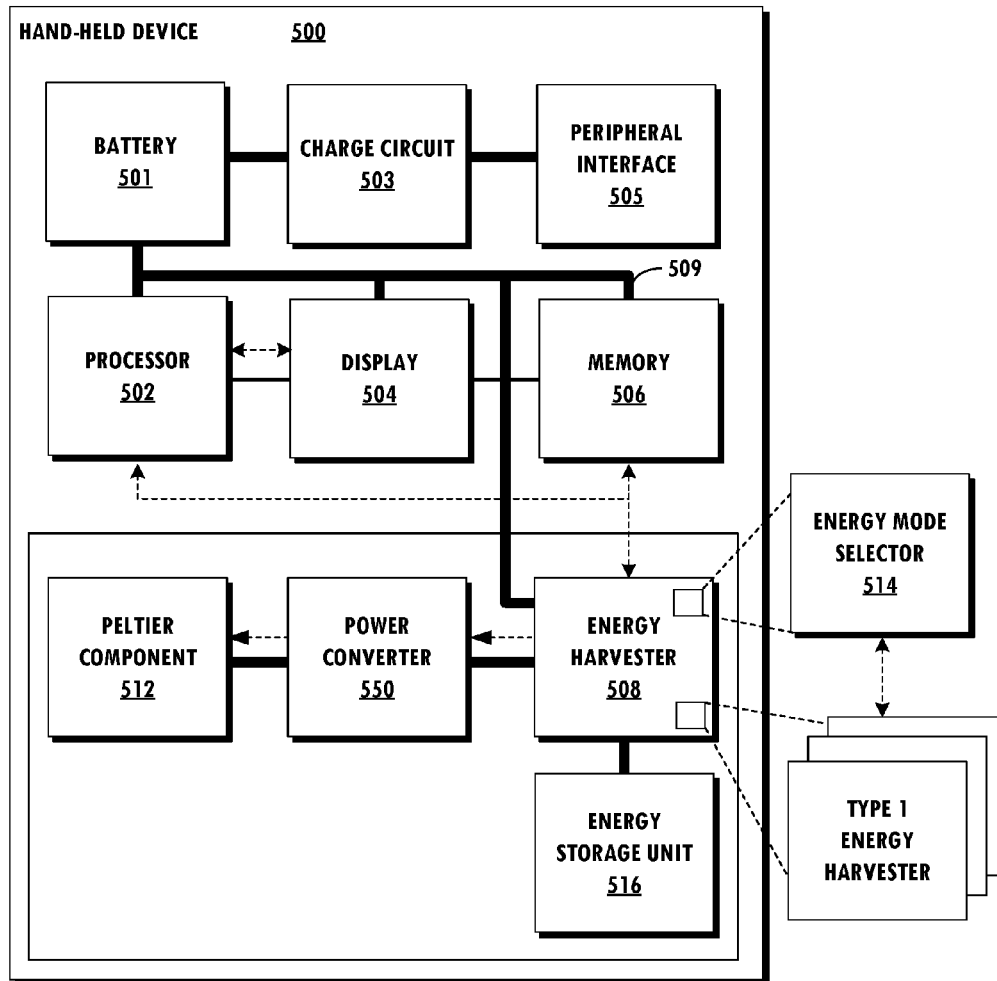 HAND-HELD DEVICE 500
BATTERY
501
CHARGE CIRCUIT
503
PERIPHERAL
INTERFACE
505
509
PROCESSOR
502
DISPLAY
504
MEMORY
506
ENERGY MODE
SELECTOR
514
PELTIER
COMPONENT
512
POWER
CONVERTER
550
ENERGY
HARVESTER
508
TYPE 1
ENERGY
HARVESTER
ENERGY
STORAGE UNIT
516